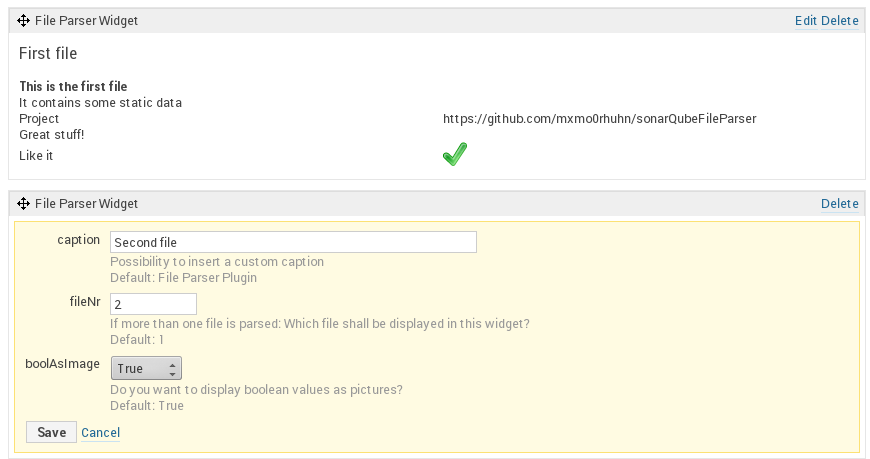 File Parser Widget Edit Delete
First file
This is the first file
It contains some static data
Project https://github.com/mxmo0rhuhn/sonarQubeFileParser
Great stuff!
Like it
File Parser Widget Delete
caption Second file
Possibility to insert a custom caption
Default: File Parser Plugin
fileNr 2
If more than one file is parsed: Which file shall be displayed in this widget?
Default: 1
boolAsImage True
Do you want to display boolean values as pictures?
Default: True
Save Cancel